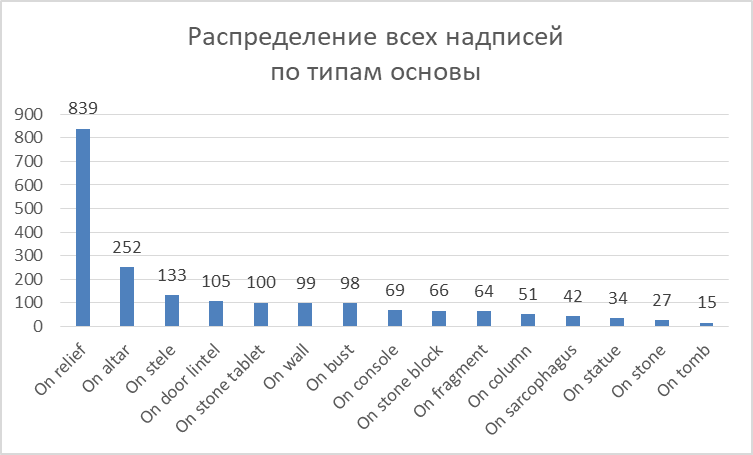 Распределение всех надписей
по типам основы
900
800
700
600
500
400
300
200
100
0
839
252
133
105
100
99
98
69
66
64
51
42
34
27
15
On relief
On altar
On stele
On door lintel
On stone tablet
On wall
On bust
On console
On stone block
On fragment
On column
On sarcophagus
On statue
On stone
On tomb